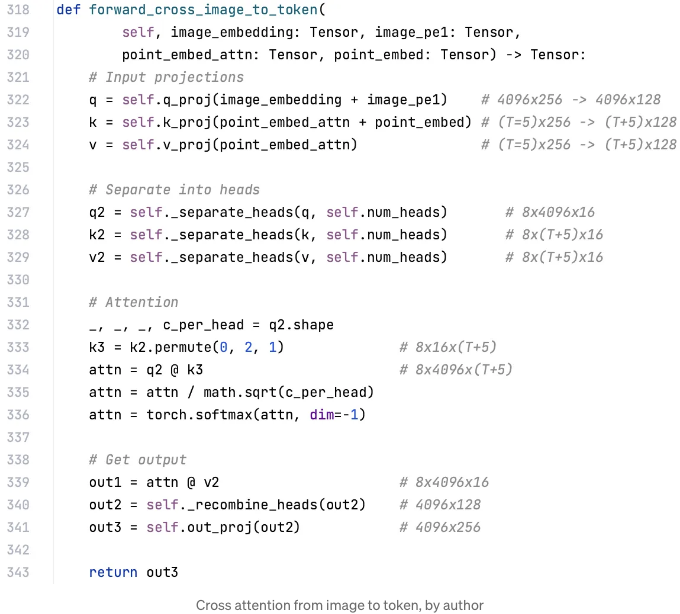 318 def forward_cross_image_to_token(
319         self, image_embedding: Tensor, image_pe1: Tensor,
320         point_embed_attn: Tensor, point_embed: Tensor) -> Tensor:
321     # Input projections
322     q = self.q_proj(image_embedding + image_pe1)    # 4096x256 -> 4096x128
323     k = self.k_proj(point_embed_attn + point_embed) # (T=5)x256 -> (T+5)x128
324     v = self.v_proj(point_embed_attn)               # (T=5)x256 -> (T+5)x128
325
326     # Separate into heads
327     q2 = self._separate_heads(q, self.num_heads)       # 8x4096x16
328     k2 = self._separate_heads(k, self.num_heads)       # 8x(T+5)x16
329     v2 = self._separate_heads(v, self.num_heads)       # 8x(T+5)x16
330
331     # Attention
332     _, _, _, c_per_head = q2.shape
333     k3 = k2.permute(0, 2, 1)              # 8x16x(T+5)
334     attn = q2 @ k3                        # 8x4096x(T+5)
335     attn = attn / math.sqrt(c_per_head)
336     attn = torch.softmax(attn, dim=-1)
337
338     # Get output
339     out1 = attn @ v2                      # 8x4096x16
340     out2 = self._recombine_heads(out2)    # 4096x128
341     out3 = self.out_proj(out2)            # 4096x256
342
343     return out3
Cross attention from image to token, by author